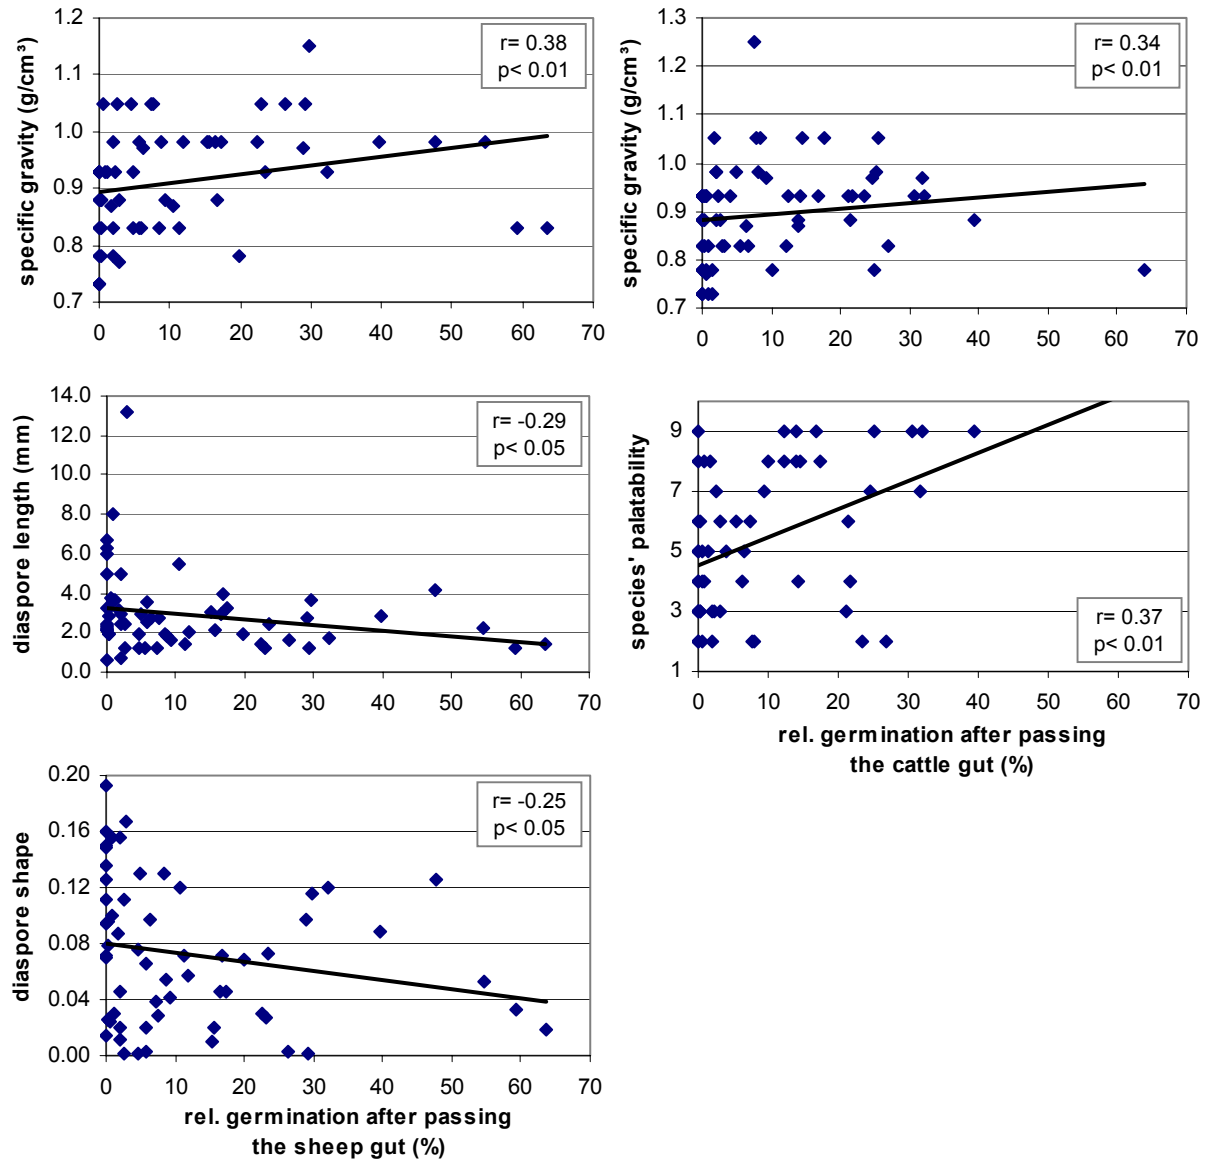 1.2
1.1
1.0
0.9
0.8
0.7
specific gravity (g/cm³)
r= 0.38
p< 0.01
0 10 20 30 40 50 60 70
1.3
1.2
1.1
1.0
0.9
0.8
0.7
specific gravity (g/cm³)
r= 0.34
p< 0.01
0 10 20 30 40 50 60 70
14.0
12.0
10.0
8.0
6.0
4.0
2.0
0.0
diaspore length (mm)
r= -0.29
p< 0.05
0 10 20 30 40 50 60 70
9
7
5
3
1
species' palatability
r= 0.37
p< 0.01
0 10 20 30 40 50 60 70
rel. germination after passing
the cattle gut (%)
0.20
0.16
0.12
0.08
0.04
0.00
diaspore shape
r= -0.25
p< 0.05
0 10 20 30 40 50 60 70
rel. germination after passing
the sheep gut (%)